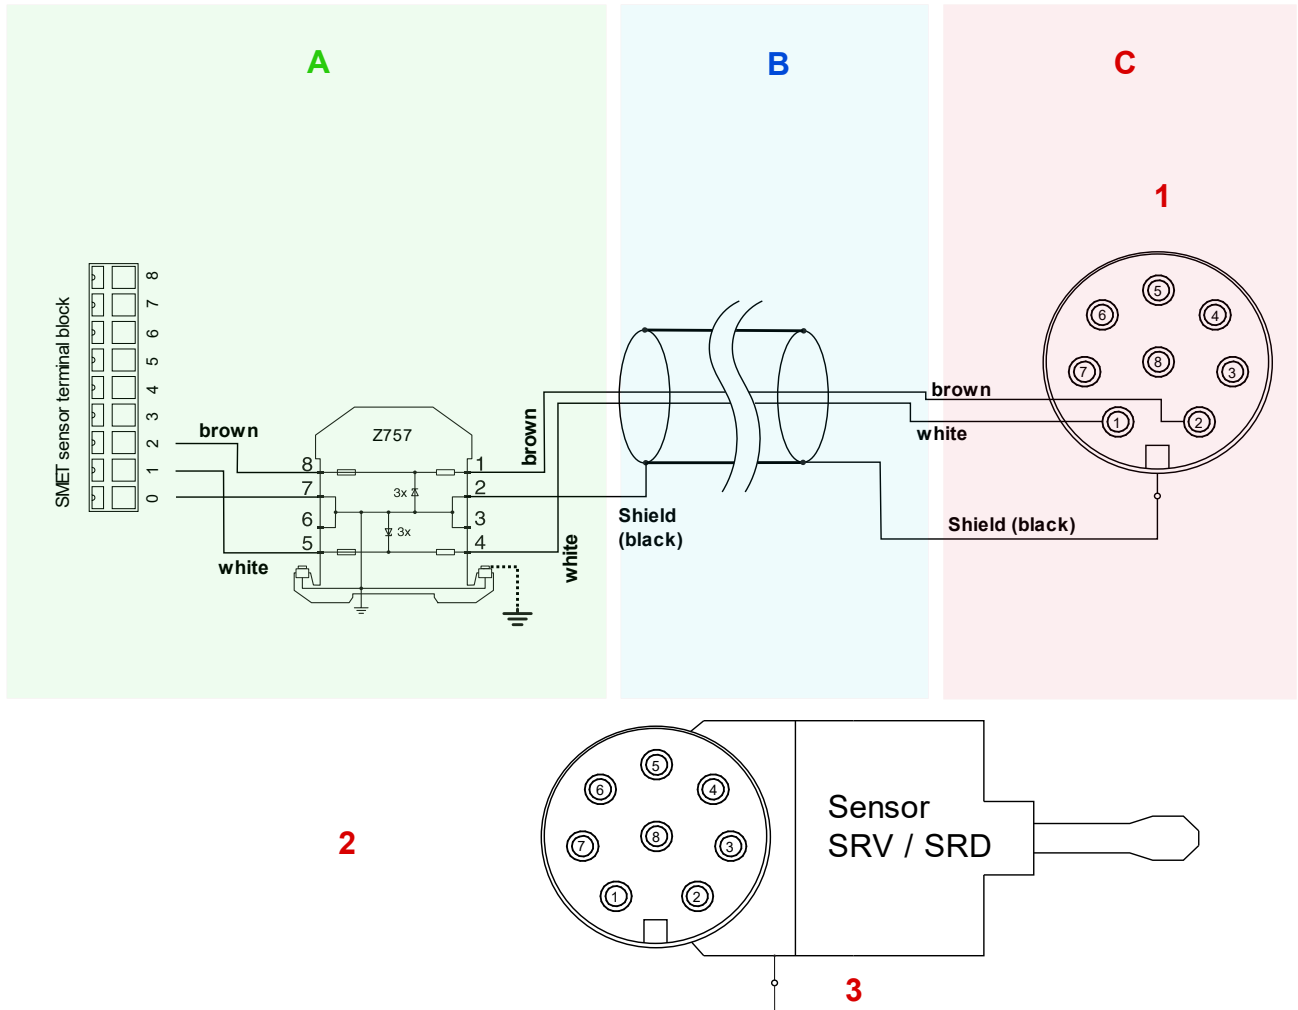 A
B
C
1
SMET sensor terminal block
8
7
6
5
4
3
2
1
0
brown
white
Z757
8
7
6
5
1
2
3
4
3x
3x
brown
white
Shield
(black)
brown
white
Shield (black)
5
6
4
8
7
3
1
2
2
5
6
4
8
7
3
1
2
Sensor
SRV / SRD
3